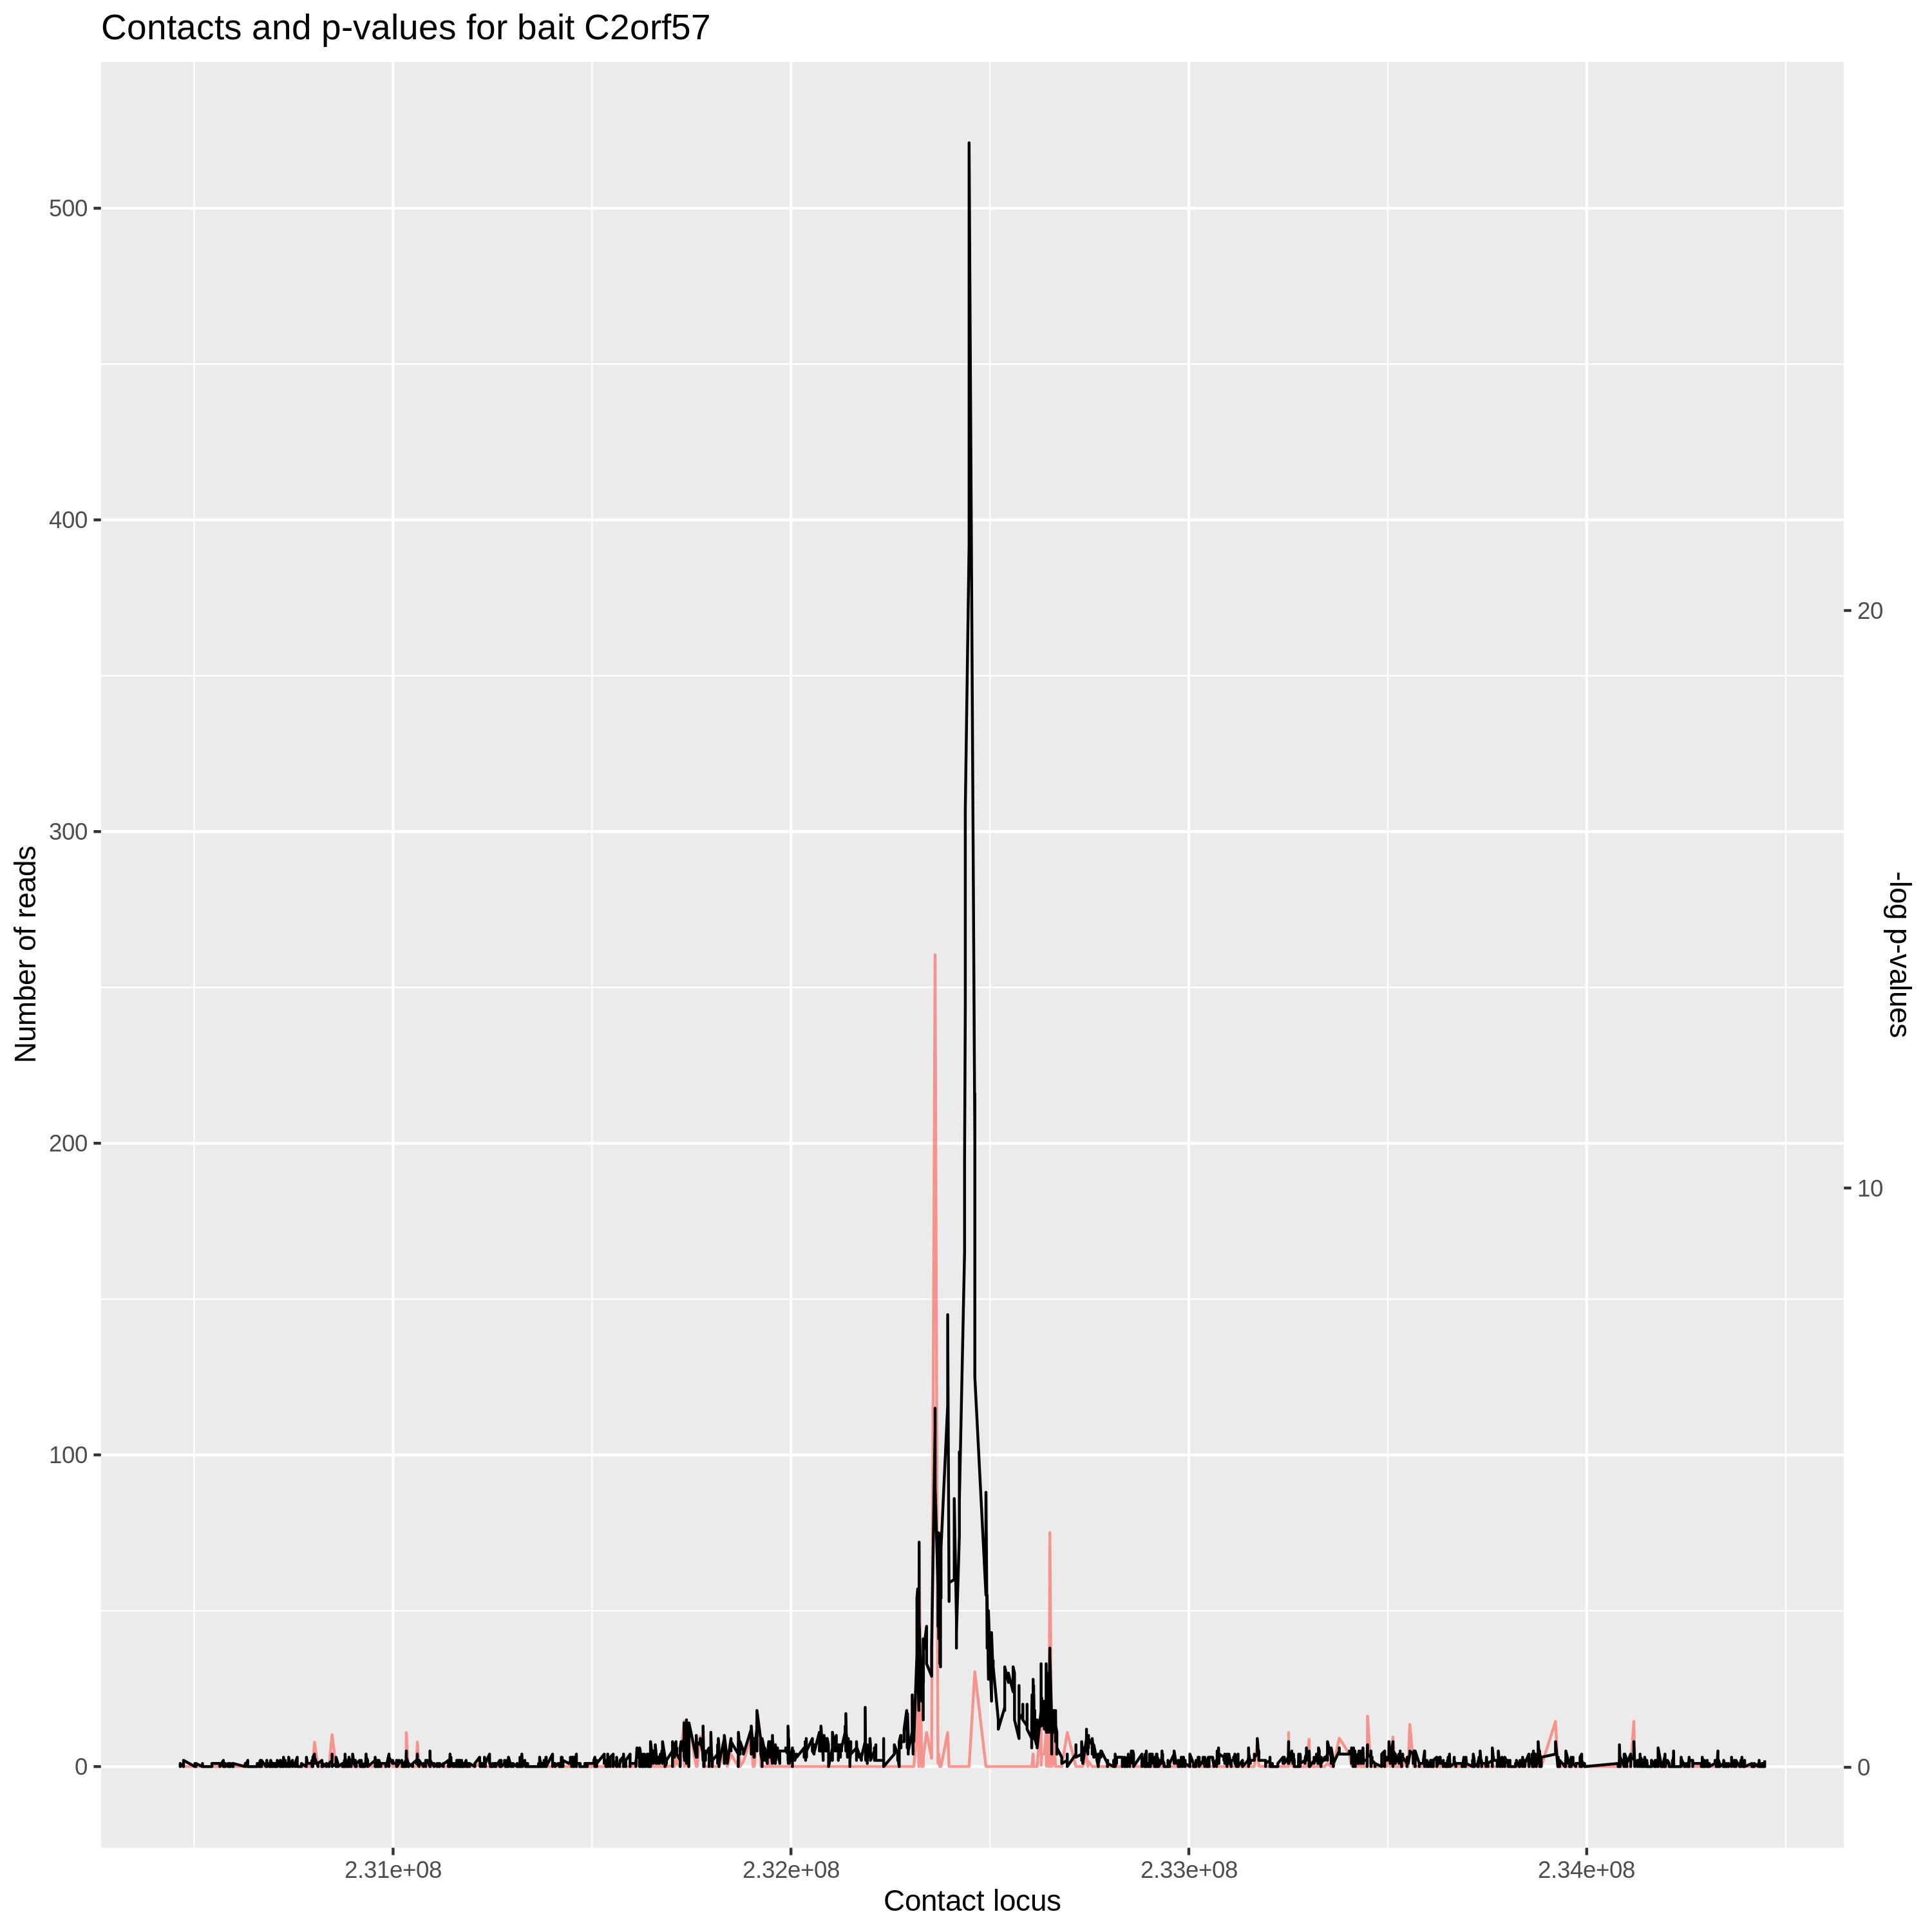 Contacts and p-values for bait C2orf57
500
400
300
200
100
0
Number of reads
20
10
0
-log p-values
2.31e+08
2.32e+08
2.33e+08
2.34e+08
Contact locus